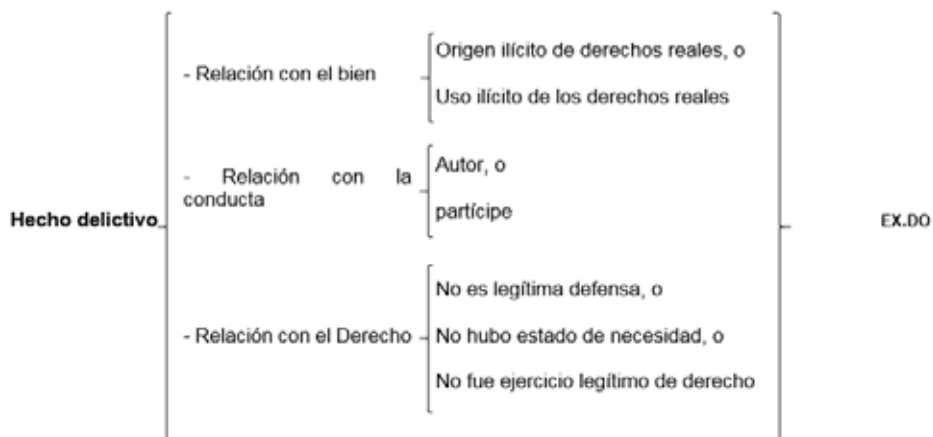 - Relación con el bien
Origen ilícito de derechos reales, o
Uso ilícito de los derechos reales
- Relación con la
conducta
Autor, o
partícipe
Hecho delictivo
EX.DO
- Relación con el Derecho
No es legítima defensa, o
No hubo estado de necesidad, o
No fue ejercicio legítimo de derecho